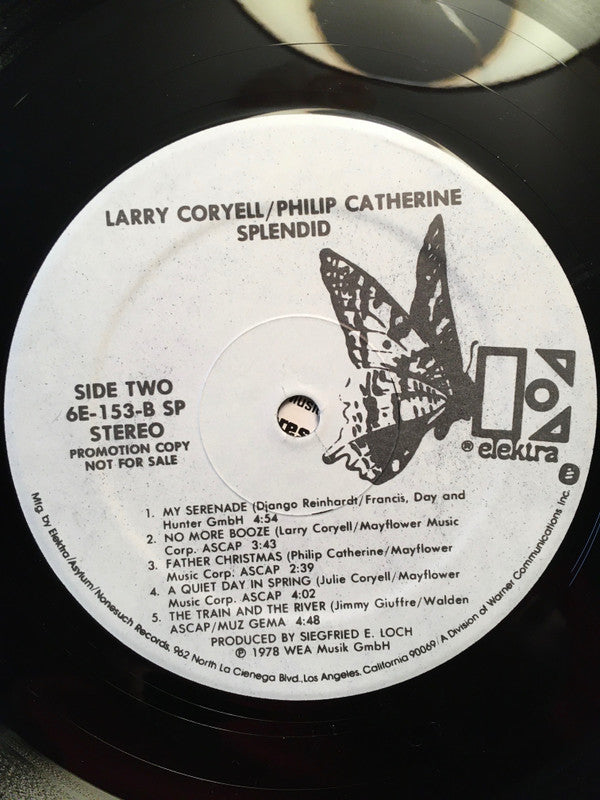 LARRY CORYELL/PHILIP CATHERINE
SPLENDID
SIDE TWO
6E-153-B SP
STEREO
PROMOTION COPY
NOT FOR SALE
® elektra
1. MY SERENADE (Django Reinhardt/Francis, Day and
Hunter GmbH 4:54
2. NO MORE BOOZE (Larry Coryell/Mayflower Music
Corp. ASCAP 3:43
3. FATHER CHRISTMAS (Philip Catherine/Mayflower
Music Corp. ASCAP 2:39
4. A QUIET DAY IN SPRING (Julie Coryell/Mayflower
Music Corp. ASCAP 4:02
5. THE TRAIN AND THE RIVER (Jimmy Giuffre/Walden
ASCAP/MUZ GEMA 4:48
PRODUCED BY SIEGFRIED E. LOCH
℗ 1978 WEA Musik GmbH
Mfg. by Elektra/Asylum/Nonesuch Records, 962 North La Cienega Blvd., Los Angeles, California 90069/A Division of Warner Communications Inc.